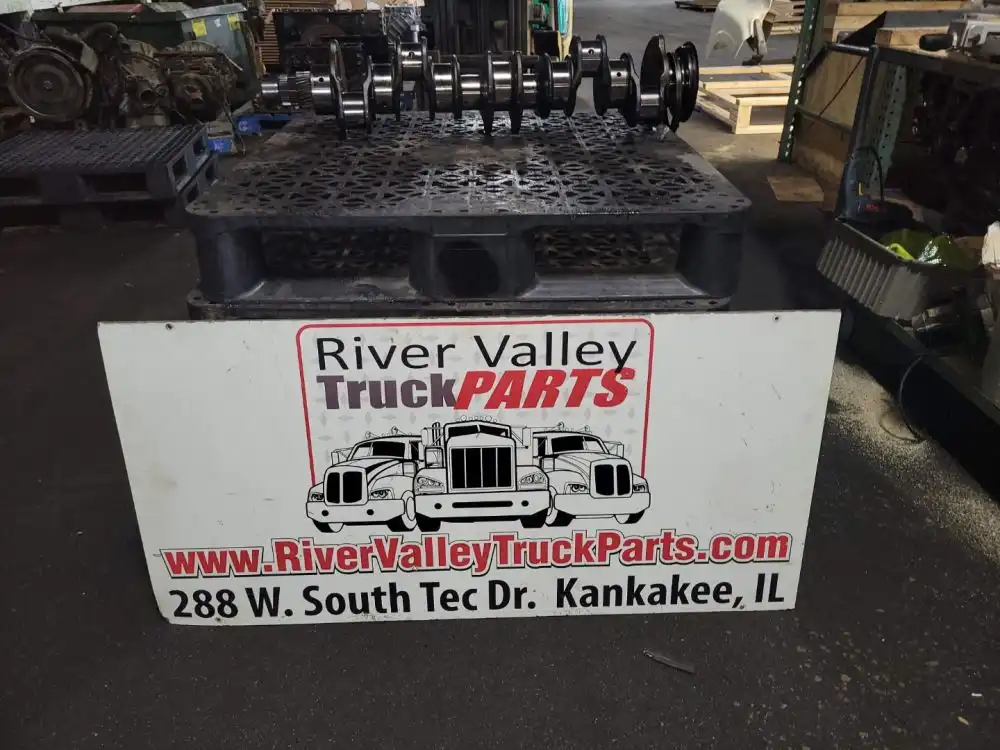 River Valley
TruckPARTS
www.RiverValleyTruckParts.com
288 W. South Tec Dr. Kankakee, IL